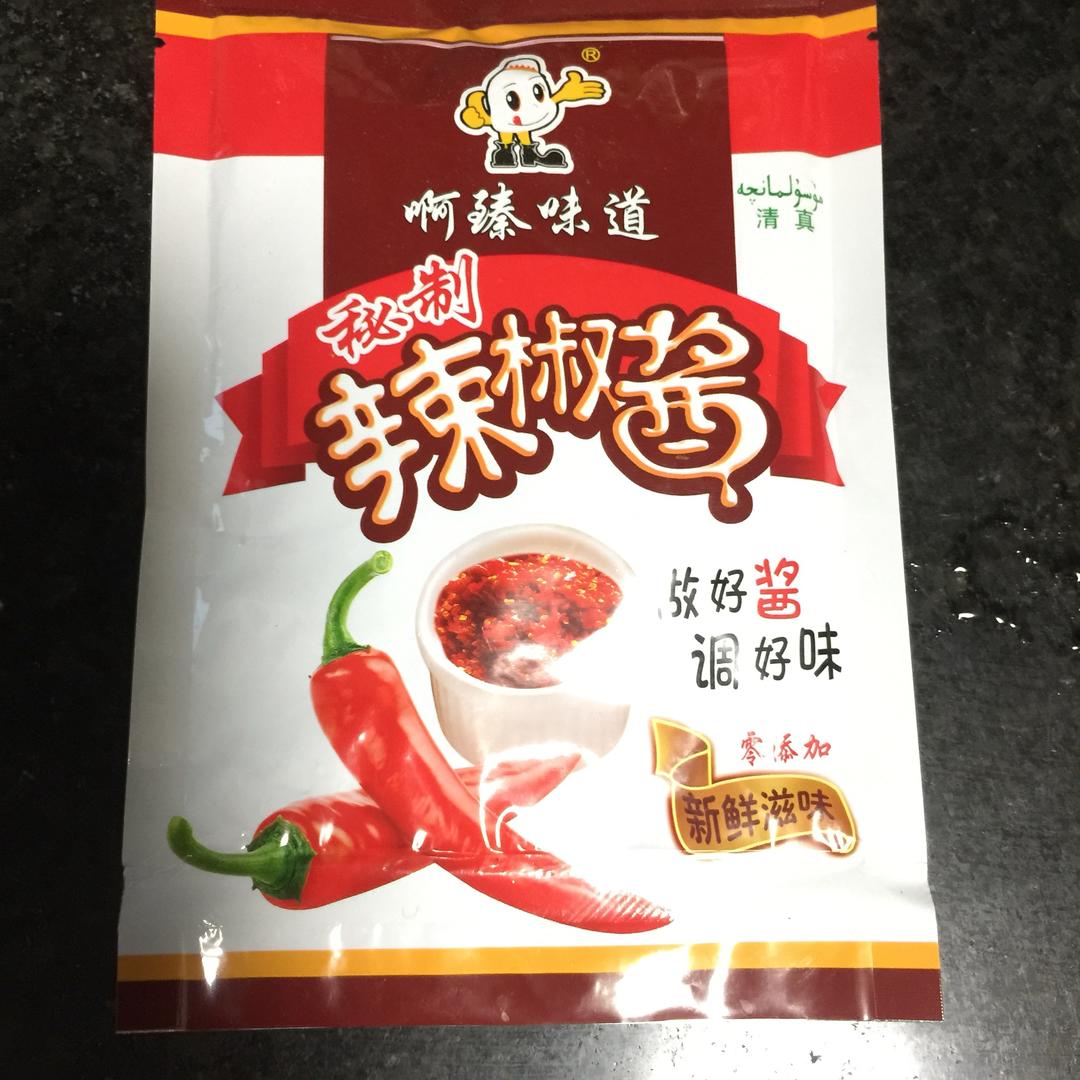 ®
啊臻味道
مۇسۇلمانچە
清真
秘制
辣椒酱
做好酱
调好味
零添加
新鲜滋味